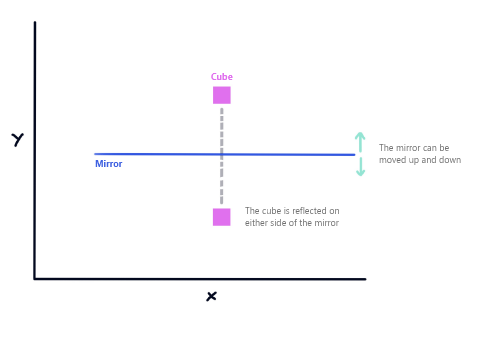 Cube
Y
The mirror can be
moved up and down
Mirror
The cube is reflected on
either side of the mirror
x